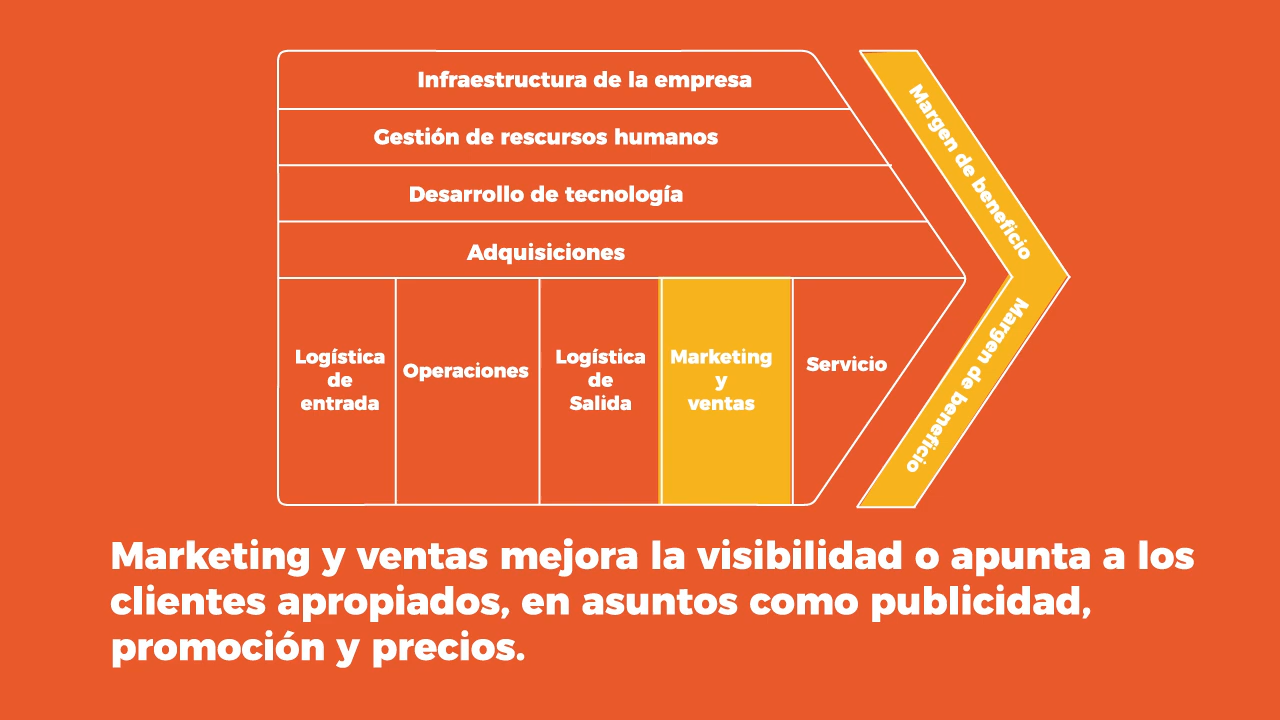 Infraestructura de la empresa
Gestión de rescursos humanos
Desarrollo de tecnología
Adquisiciones
Logística
de
entrada
Operaciones
Logística
de
Salida
Marketing
y
ventas
Servicio
Margen de beneficio
Margen de beneficio
Marketing y ventas mejora la visibilidad o apunta a los
clientes apropiados, en asuntos como publicidad,
promoción y precios.